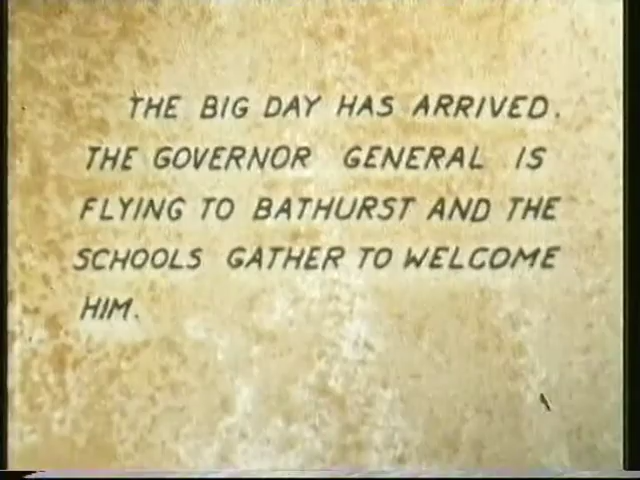 THE BIG DAY HAS ARRIVED.
THE GOVERNOR GENERAL IS
FLYING TO BATHURST AND THE
SCHOOLS GATHER TO WELCOME
HIM.